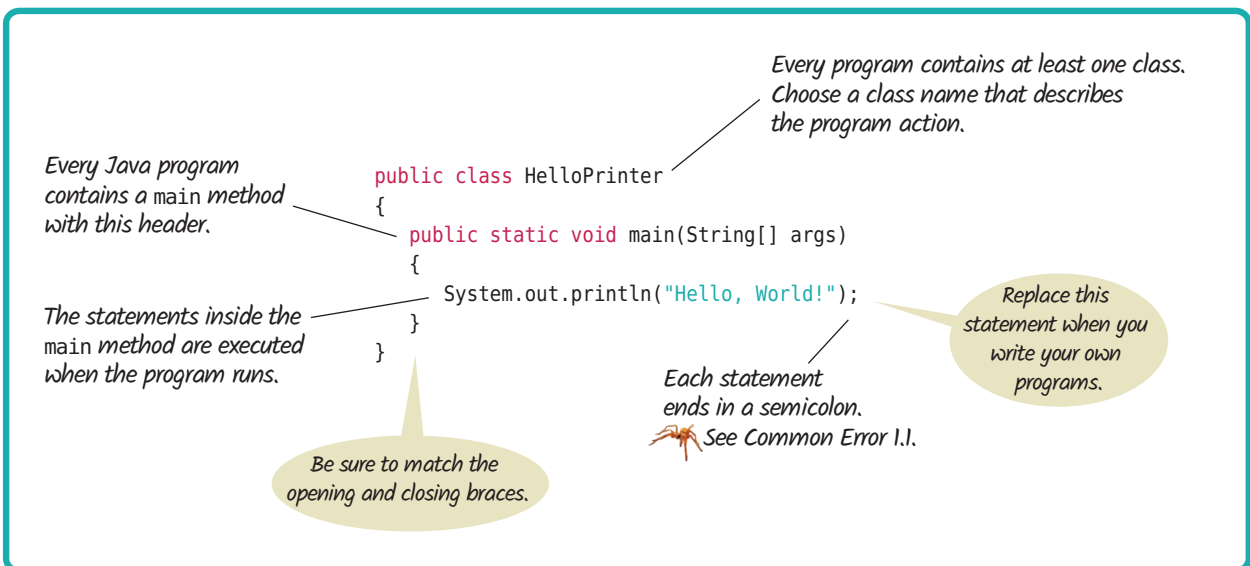 Every program contains at least one class.
Choose a class name that describes
the program action.
Every Java program
contains a main method
with this header.
public class HelloPrinter
{
public static void main(String[] args)
{
System.out.println("Hello, World!");
}
}
The statements inside the
main method are executed
when the program runs.
Replace this
statement when you
write your own
programs.
Each statement
ends in a semicolon.
See Common Error 1.1.
Be sure to match the
opening and closing braces.